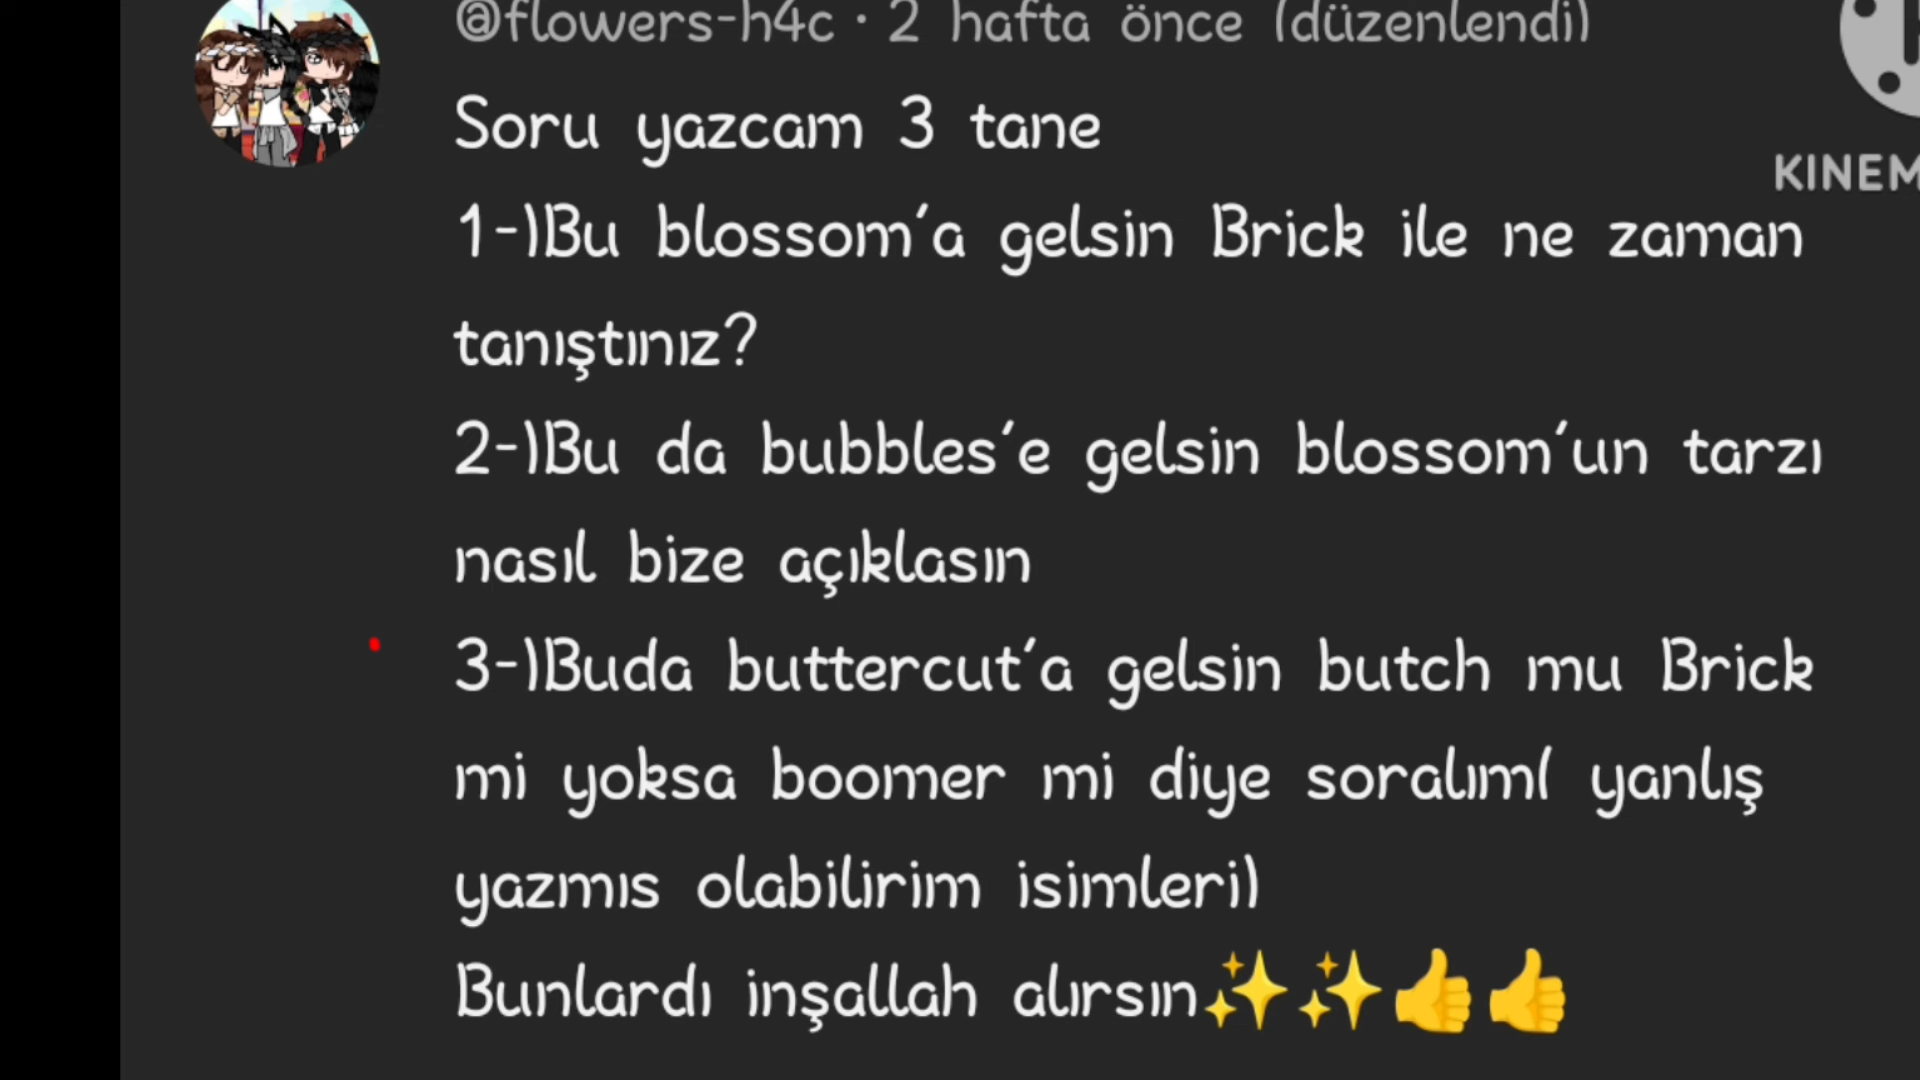 @flowers-h4c · 2 hafta önce (düzenlendi)
Soru yazcam 3 tane
KINEM
1-)Bu blossom'a gelsin Brick ile ne zaman
tanıştınız?
2-)Bu da bubbles'e gelsin blossom'un tarzı
nasıl bize açıklasın
3-)Buda buttercut'a gelsin butch mu Brick
mi yoksa boomer mi diye soralım( yanlış
yazmıs olabilirim isimleri)
Bunlardı inşallah alırsın✨✨👍👍